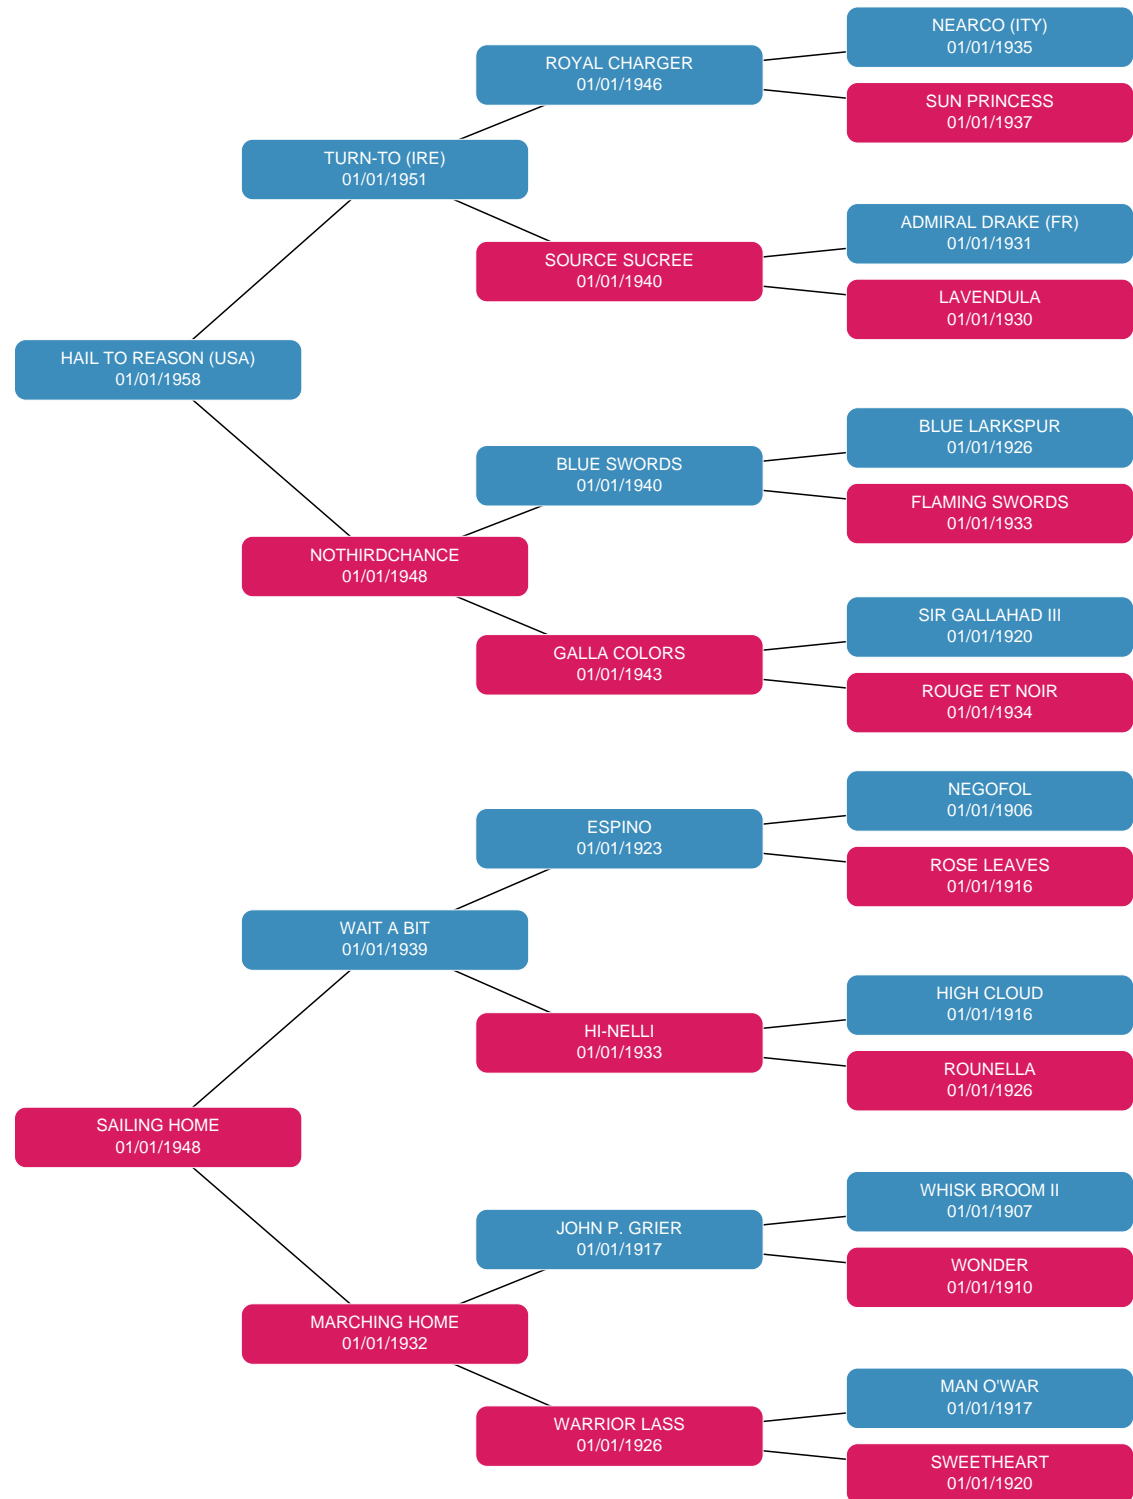 NEARCO (ITY)
01/01/1935
ROYAL CHARGER
01/01/1946
SUN PRINCESS
01/01/1937
TURN-TO (IRE)
01/01/1951
ADMIRAL DRAKE (FR)
01/01/1931
SOURCE SUCREE
01/01/1940
LAVENDULA
01/01/1930
HAIL TO REASON (USA)
01/01/1958
BLUE LARKSPUR
01/01/1926
BLUE SWORDS
01/01/1940
FLAMING SWORDS
01/01/1933
NOTHIRDCHANCE
01/01/1948
SIR GALLAHAD III
01/01/1920
GALLA COLORS
01/01/1943
ROUGE ET NOIR
01/01/1934
NEGOFOL
01/01/1906
ESPINO
01/01/1923
ROSE LEAVES
01/01/1916
WAIT A BIT
01/01/1939
HIGH CLOUD
01/01/1916
HI-NELLI
01/01/1933
ROUNELLA
01/01/1926
SAILING HOME
01/01/1948
WHISK BROOM II
01/01/1907
JOHN P. GRIER
01/01/1917
WONDER
01/01/1910
MARCHING HOME
01/01/1932
MAN O'WAR
01/01/1917
WARRIOR LASS
01/01/1926
SWEETHEART
01/01/1920